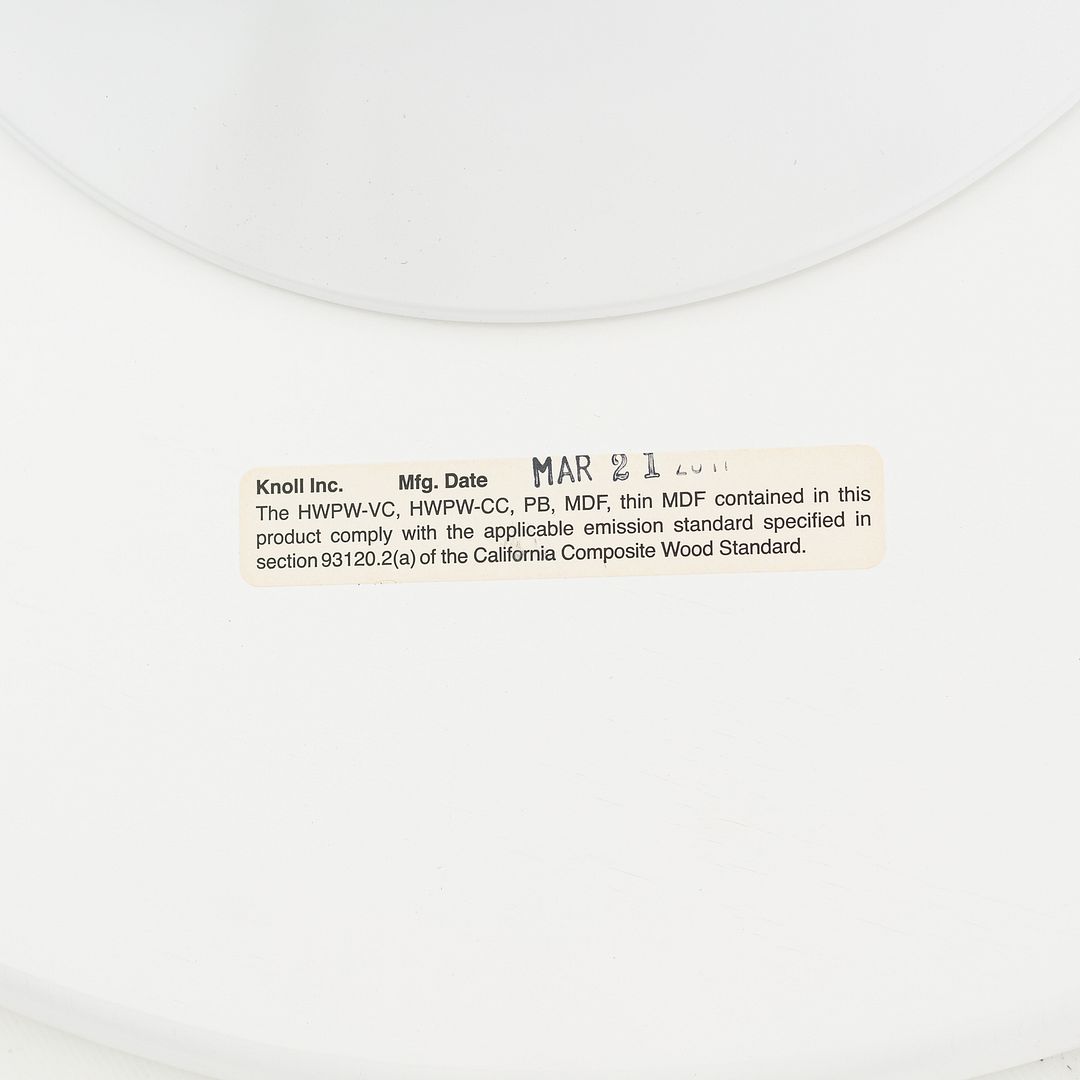 Knoll Inc. Mfg. Date MAR 21
The HWPW-VC, HWPW-CC, PB, MDF, thin MDF contained in this
product comply with the applicable emission standard specified in
section 93120.2(a) of the California Composite Wood Standard.